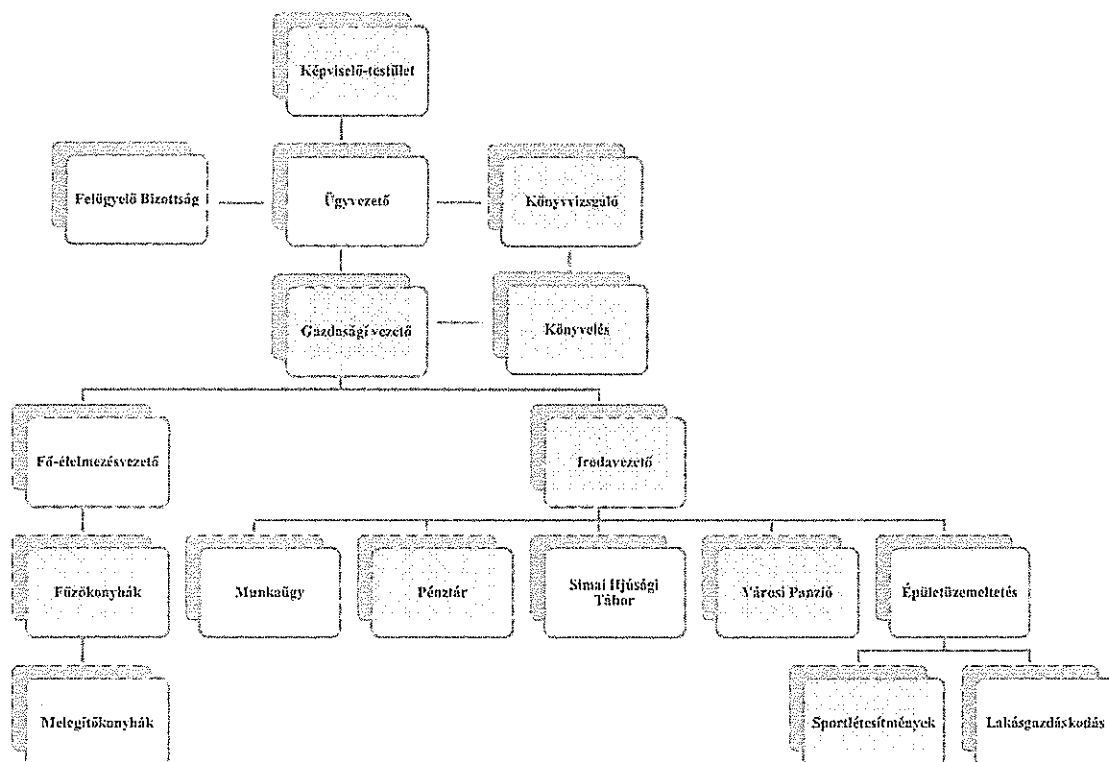 Képviselő-testület
Felügyelő Bizottság
Ügyvezető
Könyvvizsgáló
Gazdasági vezető
Könyvelés
Fő-élelmezésvezető
Irodavezető
Főzőkonyhák
Munkaügy
Pénztár
Simai Ifjúsági
Tábor
Városi Panzió
Épületüzemeltetés
Melegítőkonyhák
Sportlétesítmények
Lakásgazdáskodás